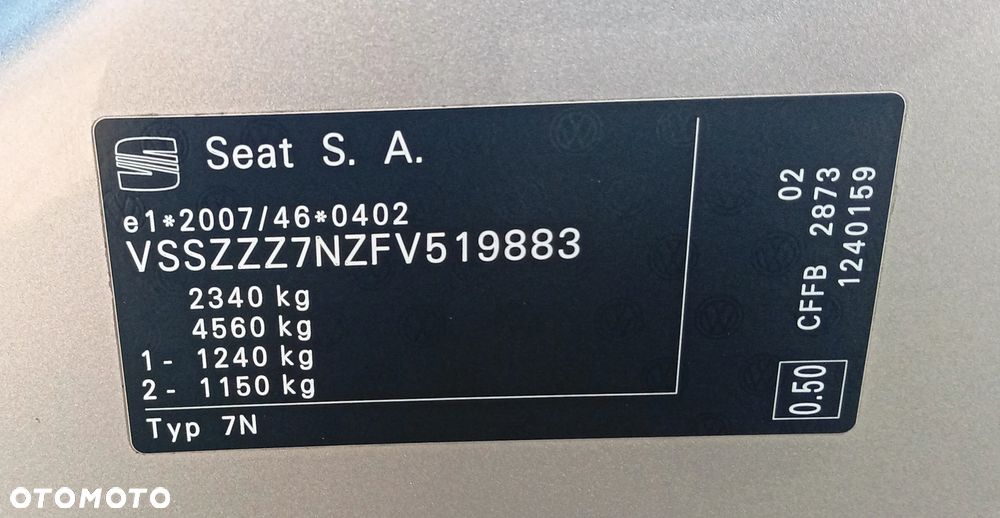 Seat S. A.
e1*2007/46*0402
VSSZZZ7NZFV519883
2340 kg
4560 kg
1 - 1240 kg
2 - 1150 kg
Typ 7N
02
CFFB 2873
1240159
0.50
OTOMOTO